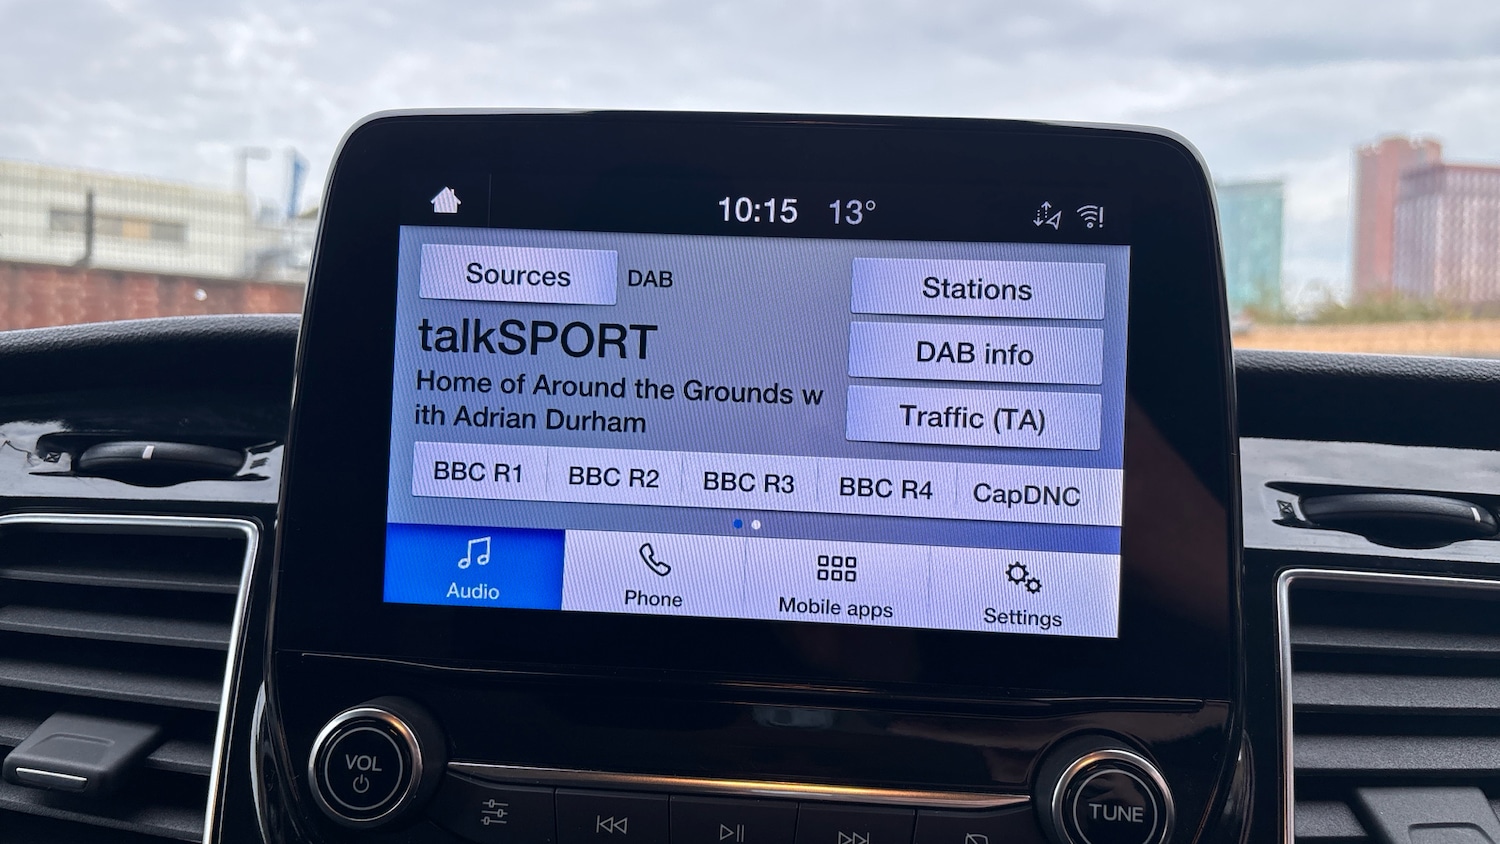 10:15 13°
Sources DAB Stations
talkSPORT
DAB info
Home of Around the Grounds w
ith Adrian Durham
Traffic (TA)
BBC R1 BBC R2 BBC R3 BBC R4 CapDNC
Audio Phone Mobile apps Settings
VOL
TUNE